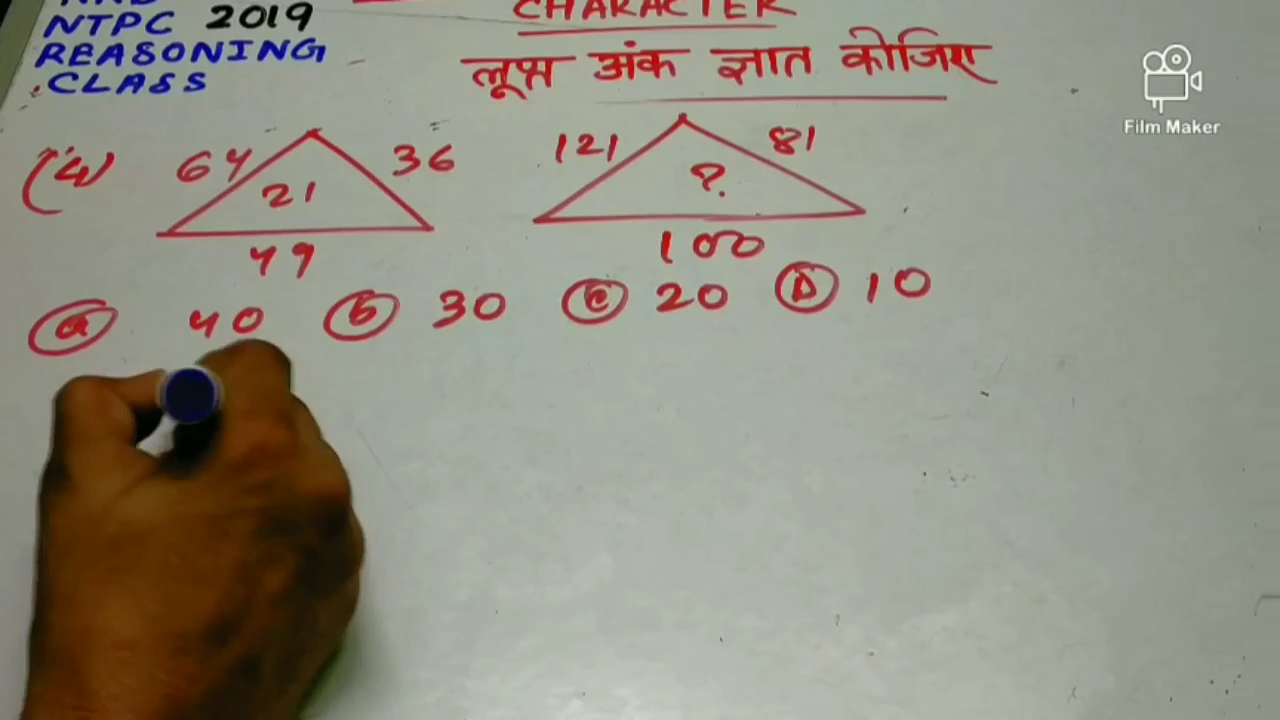 CHARACTER
NTPC 2019
REASONING
CLASS
लूप्त अंक ज्ञात कीजिए
Film Maker
(4) 64 36 21 49
121 81 ? 100
(a) 40 (b) 30 (c) 20 (D) 10